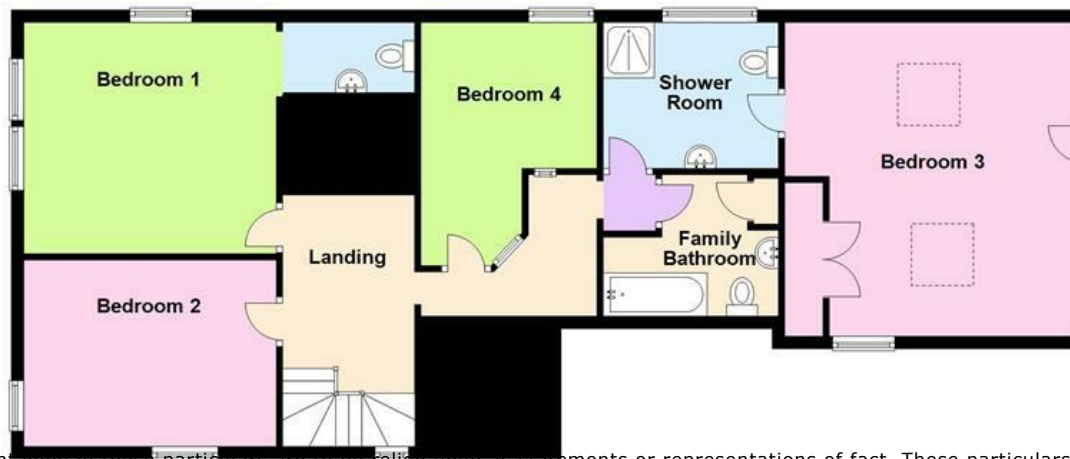 Bedroom 1
Bedroom 4
Shower
Room
Bedroom 3
Landing
Family
Bathroom
Bedroom 2
or representations of fact. These particulars